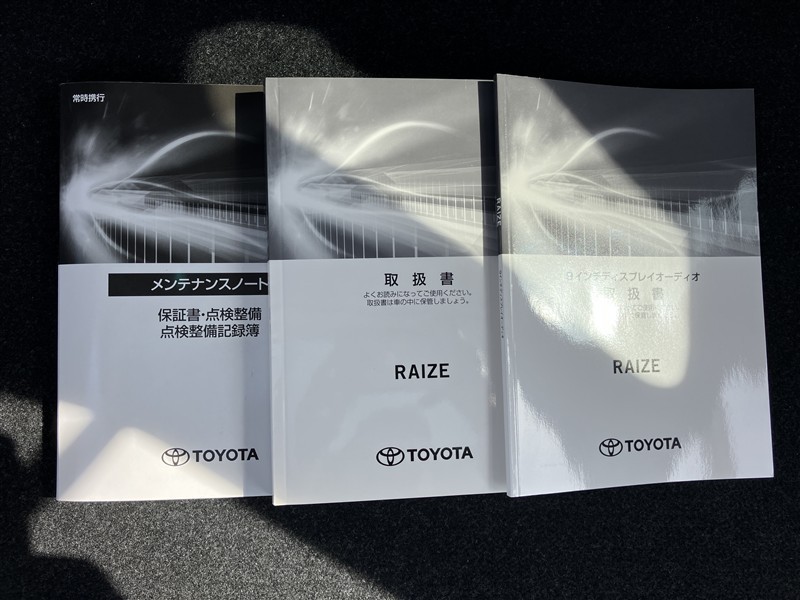 常時携行
メンテナンスノート
保証書・点検整備
点検整備記録簿
TOYOTA
取扱書
よくお読みになってご使用ください。
取扱書は車の中に保管しましょう。
RAIZE
TOYOTA
RAIZE
9インチディスプレイオーディオ
取扱書
RAIZE
TOYOTA